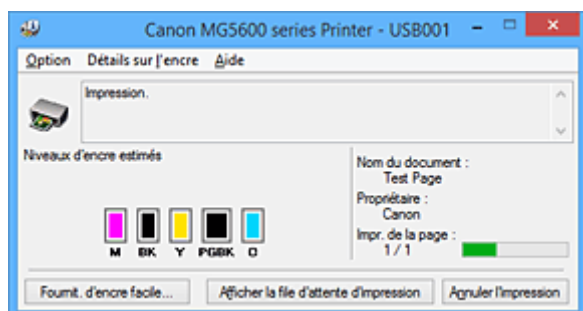 Canon MG5600 series Printer - USB001
Option Détails sur l'encre Aide
Impression.
Niveaux d'encre estimés
M BK Y PGBK C
Nom du document :
Test Page
Propriétaire :
Canon
Impr. de la page :
1 / 1
Fournit. d'encre facile... Afficher la file d'attente d'impression Annuler l'impression